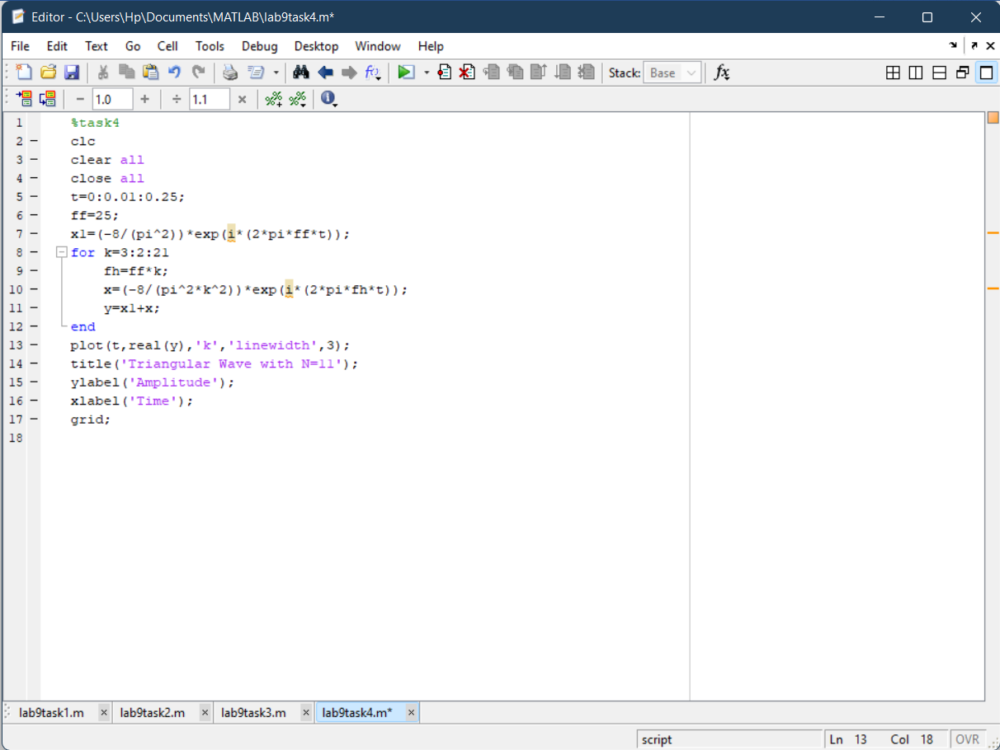 Editor - C:\Users\Hp\Documents\MATLAB\lab9task4.m*
File Edit Text Go Cell Tools Debug Desktop Window Help
Stack: Base fx
− 1.0 + ÷ 1.1 ×
1 %task4
2 – clc
3 – clear all
4 – close all
5 – t=0:0.01:0.25;
6 – ff=25;
7 – x1=(-8/(pi^2))*exp(i*(2*pi*ff*t));
8 – for k=3:2:21
9 – fh=ff*k;
10 – x=(-8/(pi^2*k^2))*exp(i*(2*pi*fh*t));
11 – y=x1+x;
12 – end
13 – plot(t,real(y),'k','linewidth',3);
14 – title('Triangular Wave with N=11');
15 – ylabel('Amplitude');
16 – xlabel('Time');
17 – grid;
18
lab9task1.m × lab9task2.m × lab9task3.m × lab9task4.m* ×
script Ln 13 Col 18 OVR